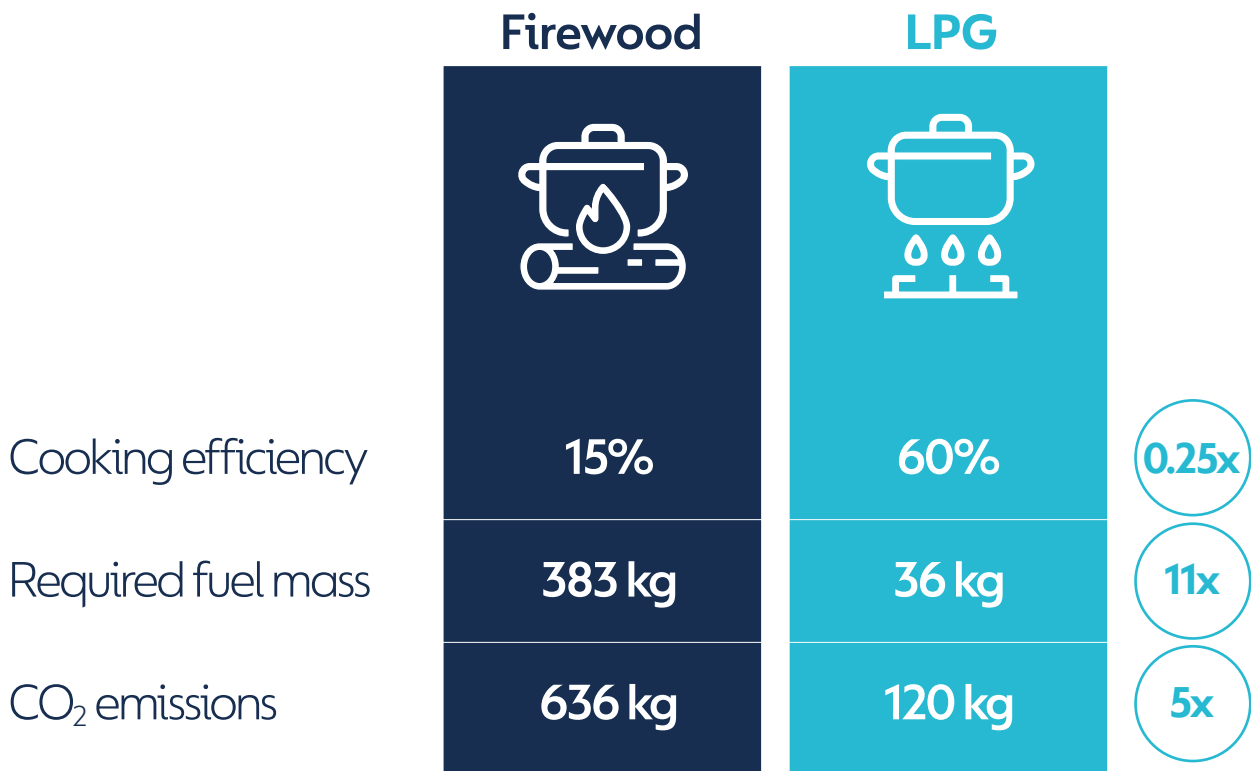 Firewood LPG
Cooking efficiency 15% 60% 0.25x
Required fuel mass 383 kg 36 kg 11x
CO₂ emissions 636 kg 120 kg 5x